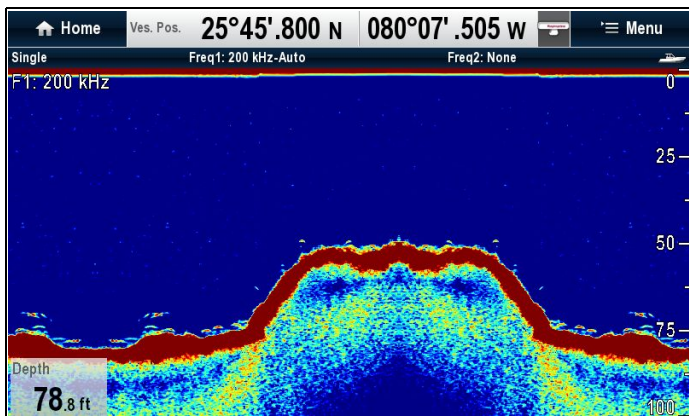 Home Ves. Pos. 25°45'.800 N 080°07'.505 W Menu
Single Freq1: 200 kHz-Auto Freq2: None
F1: 200 kHz
0
25
50
75
Depth
78.8 ft
100